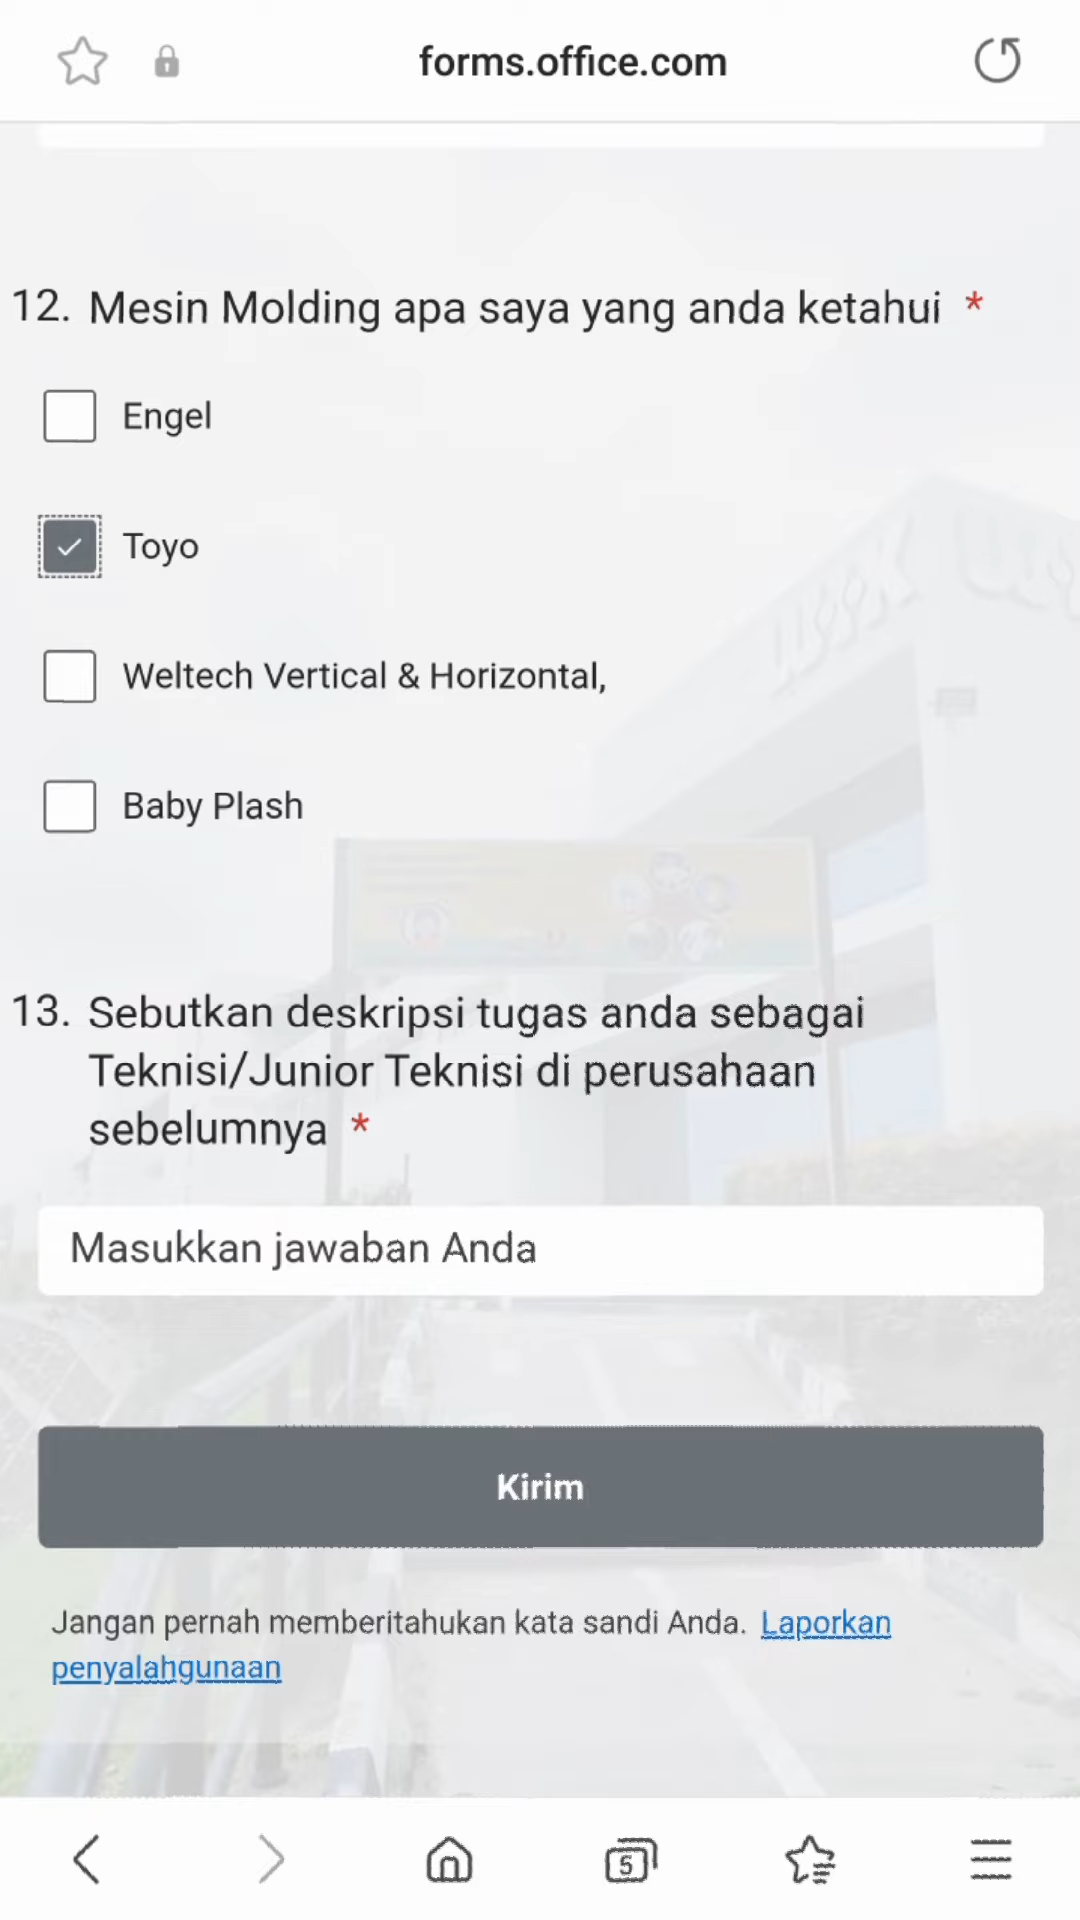 forms.office.com
12. Mesin Molding apa saya yang anda ketahui *
Engel
Toyo
Weltech Vertical & Horizontal,
Baby Plash
13. Sebutkan deskripsi tugas anda sebagai
Teknisi/Junior Teknisi di perusahaan
sebelumnya *
Masukkan jawaban Anda
Kirim
Jangan pernah memberitahukan kata sandi Anda. Laporkan
penyalahgunaan
5